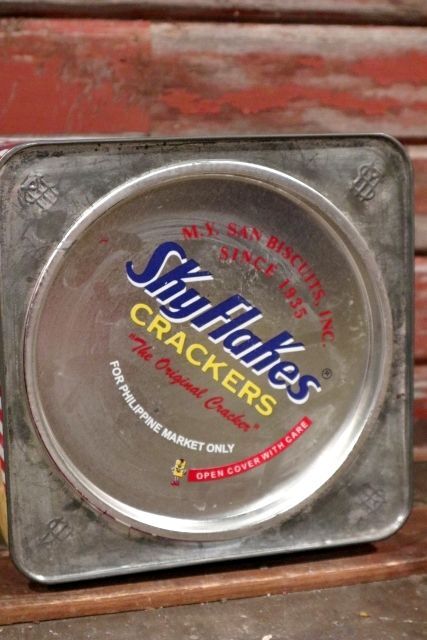 M.Y. SAN BISCUITS, INC.
SINCE 1935
SkyFlakes®
CRACKERS
"The Original Cracker"
FOR PHILIPPINE MARKET ONLY
OPEN COVER WITH CARE